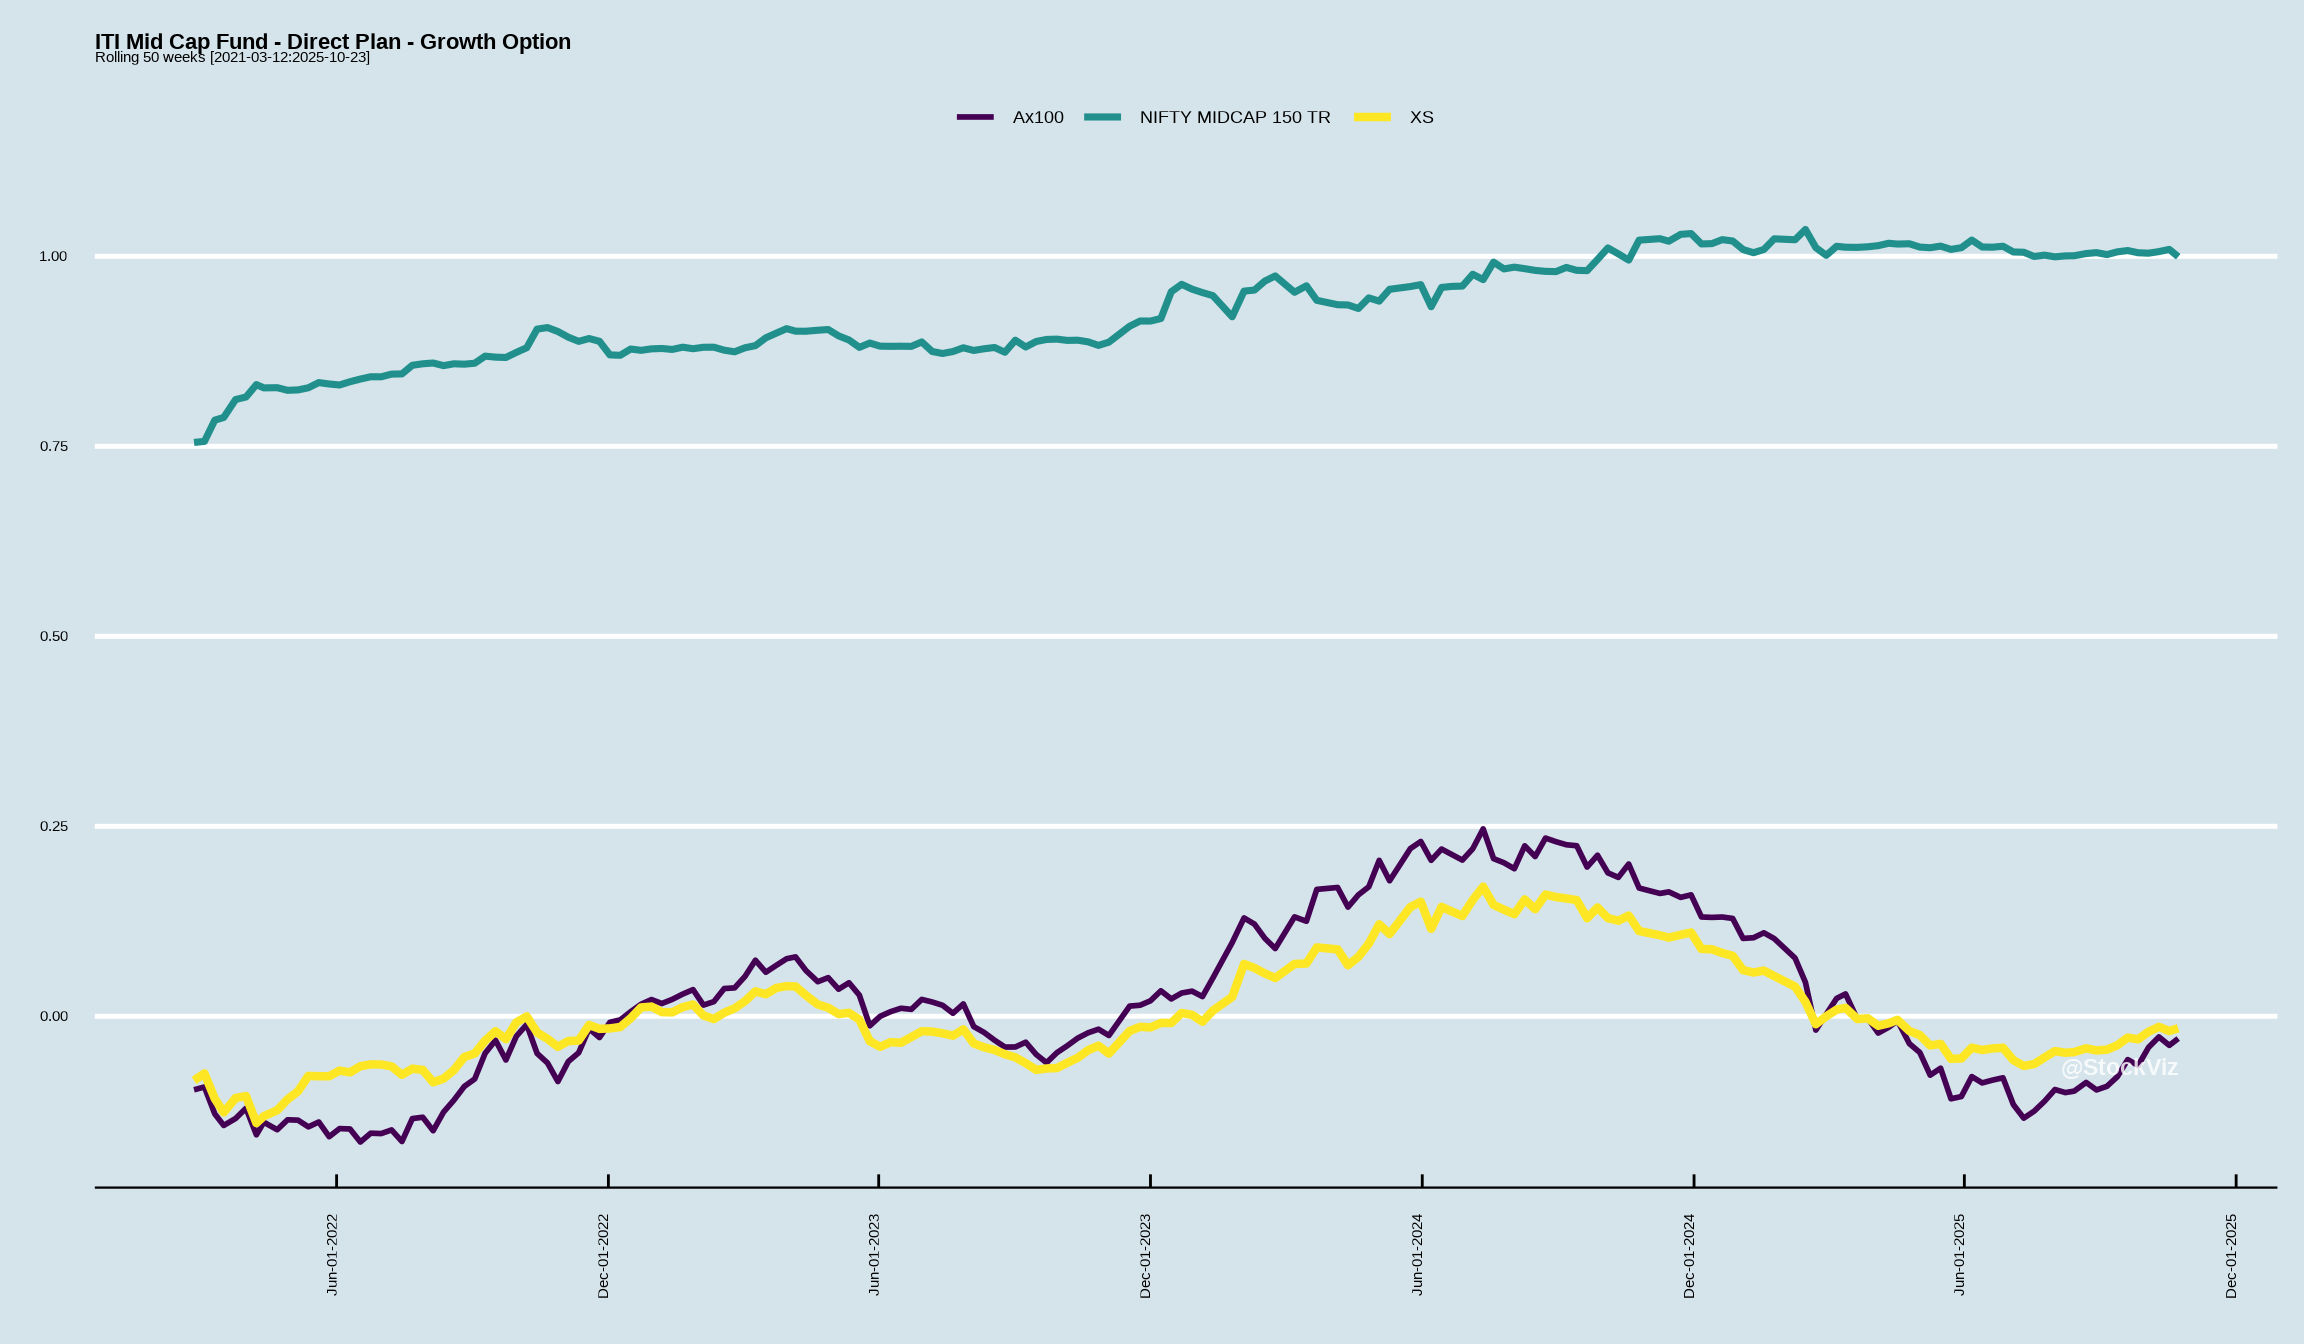 ITI Mid Cap Fund - Direct Plan - Growth Option
Rolling 50 weeks [2021-03-12:2025-10-23]
Ax100 NIFTY MIDCAP 150 TR XS
1.00
0.75
0.50
0.25
0.00
@StockViz
Jun-01-2022 Dec-01-2022 Jun-01-2023 Dec-01-2023 Jun-01-2024 Dec-01-2024 Jun-01-2025 Dec-01-2025